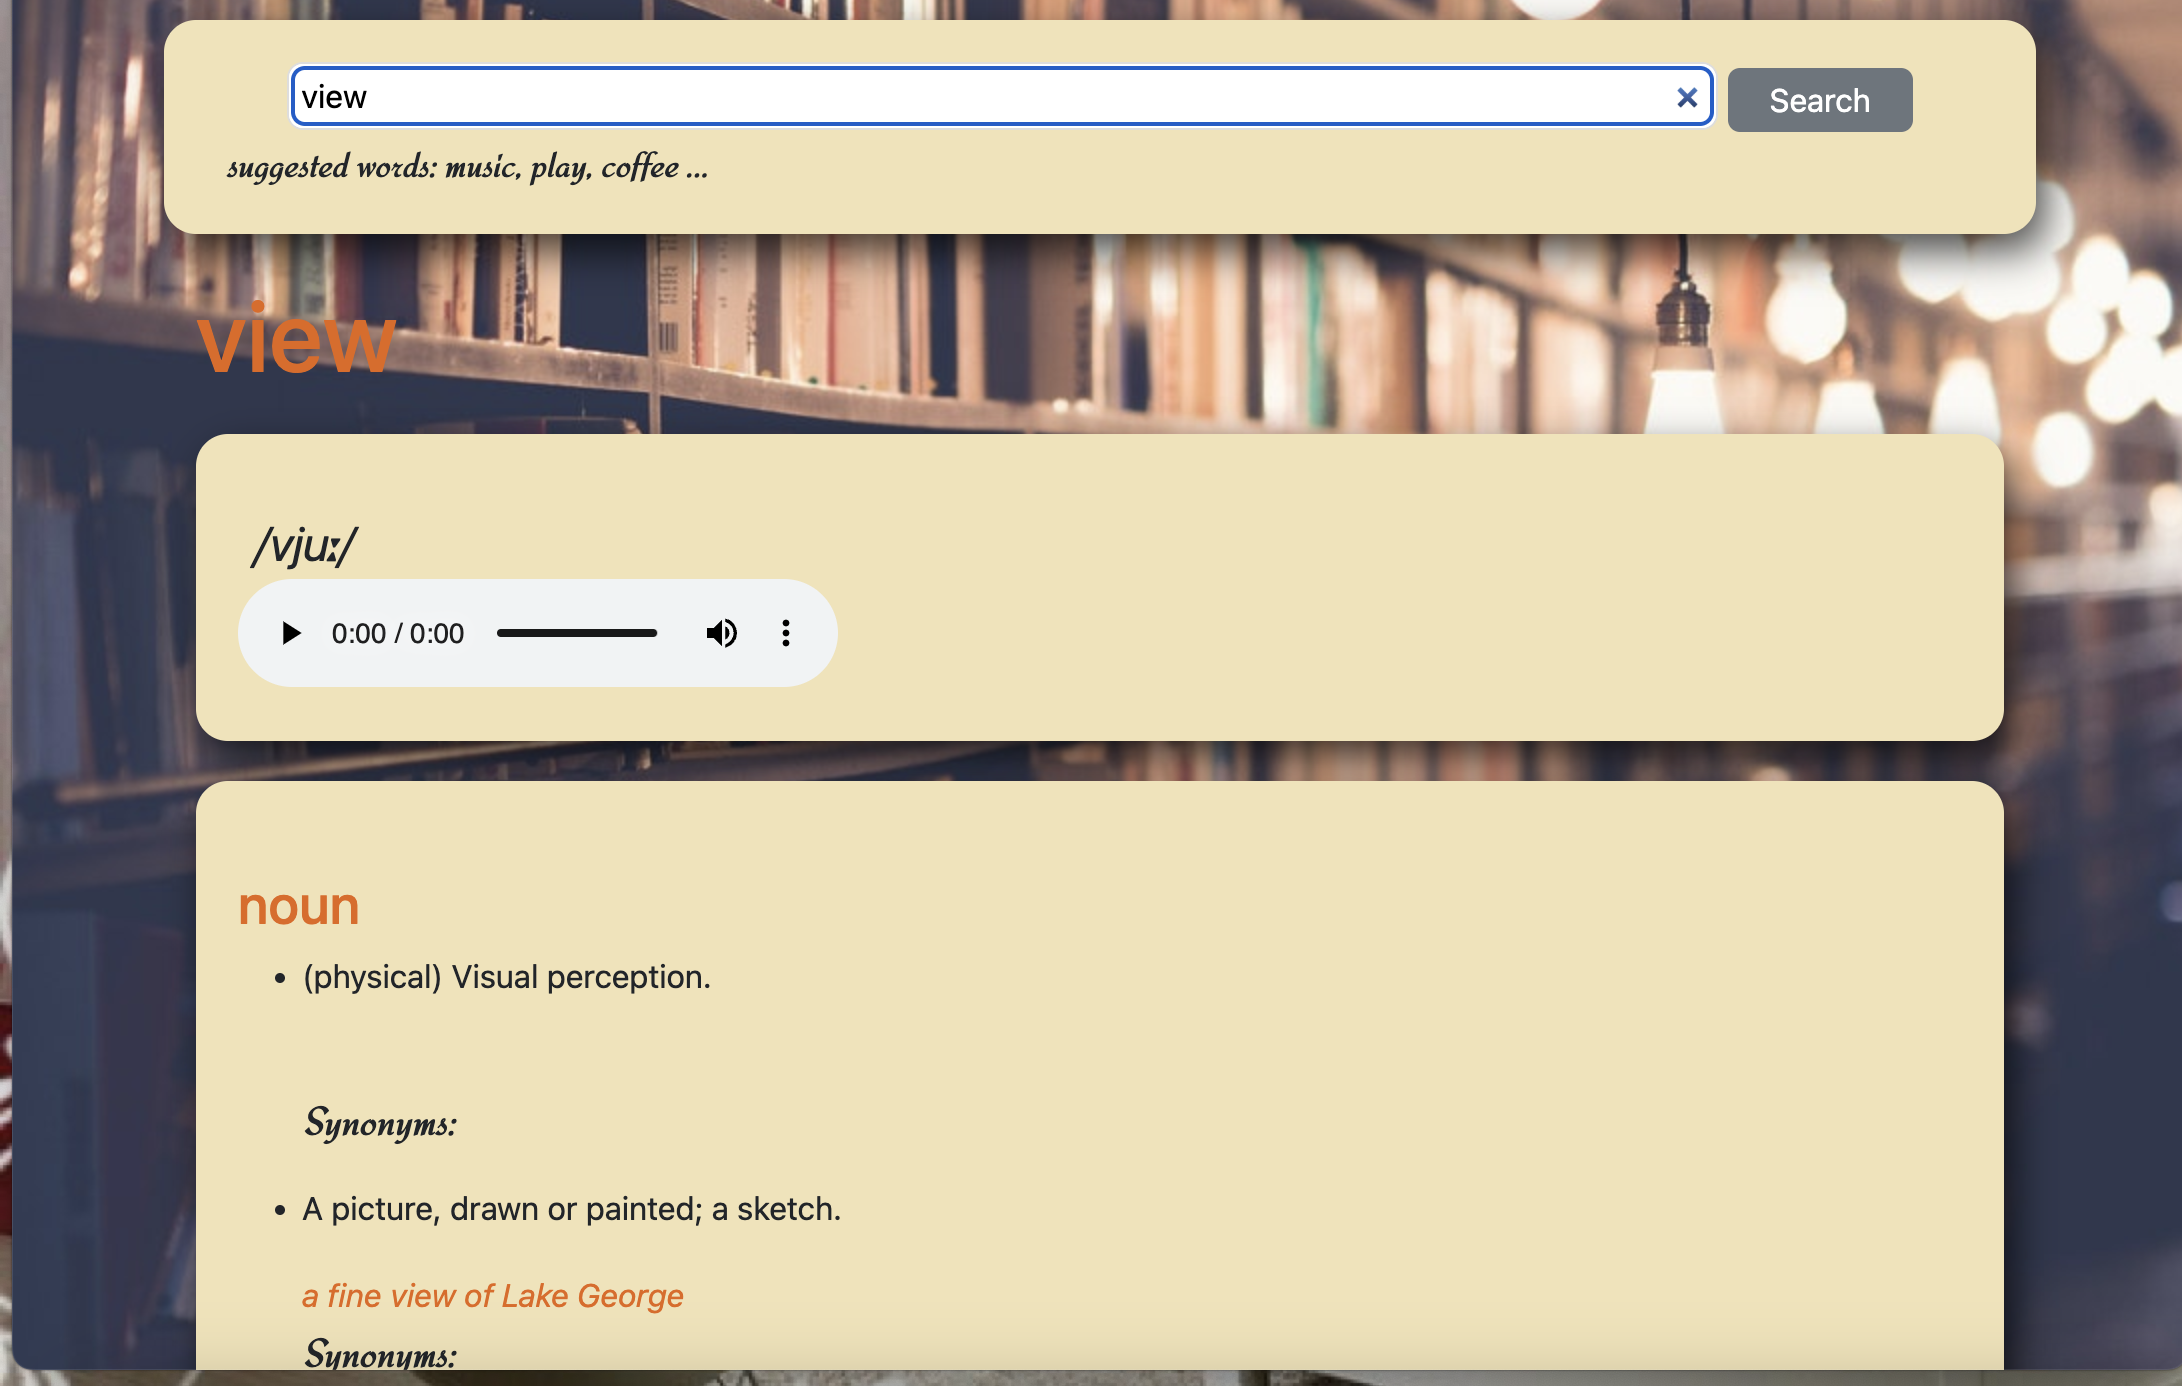 view
Search
suggested words: music, play, coffee ...
view
/vjuː/
0:00 / 0:00
noun
(physical) Visual perception.
Synonyms:
A picture, drawn or painted; a sketch.
a fine view of Lake George
Synonyms: